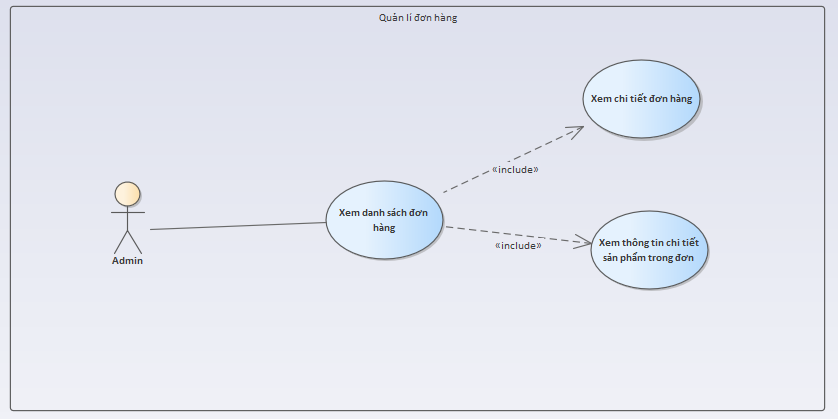 Quản lí đơn hàng
Xem chi tiết đơn hàng
«include»
Xem danh sách đơn
hàng
«include»
Xem thông tin chi tiết
sản phẩm trong đơn
Admin